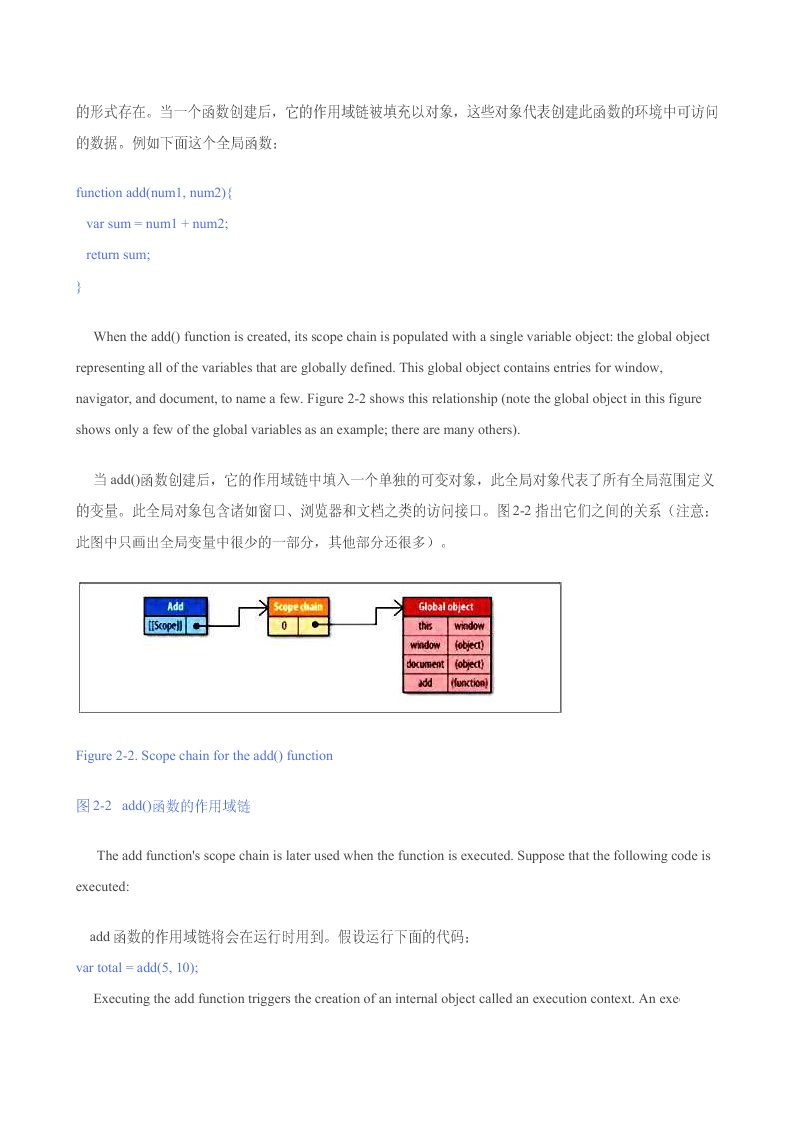 的形式存在。当一个函数创建后，它的作用域链被填充以对象，这些对象代表创建此函数的环境中可访问
的数据。例如下面这个全局函数：
function add(num1, num2){
var sum = num1 + num2;
return sum;
}
When the add() function is created, its scope chain is populated with a single variable object: the global object
representing all of the variables that are globally defined. This global object contains entries for window,
navigator, and document, to name a few. Figure 2-2 shows this relationship (note the global object in this figure
shows only a few of the global variables as an example; there are many others).
当 add()函数创建后，它的作用域链中填入一个单独的可变对象，此全局对象代表了所有全局范围定义
的变量。此全局对象包含诸如窗口、浏览器和文档之类的访问接口。图 2-2 指出它们之间的关系（注意：
此图中只画出全局变量中很少的一部分，其他部分还很多）。
Add
[[Scope]]
Scope chain
0
Global object
this window
window (object)
document (object)
add (function)
Figure 2-2. Scope chain for the add() function
图 2-2 add()函数的作用域链
The add function's scope chain is later used when the function is executed. Suppose that the following code is
executed:
add 函数的作用域链将会在运行时用到。假设运行下面的代码：
var total = add(5, 10);
Executing the add function triggers the creation of an internal object called an execution context. An exe